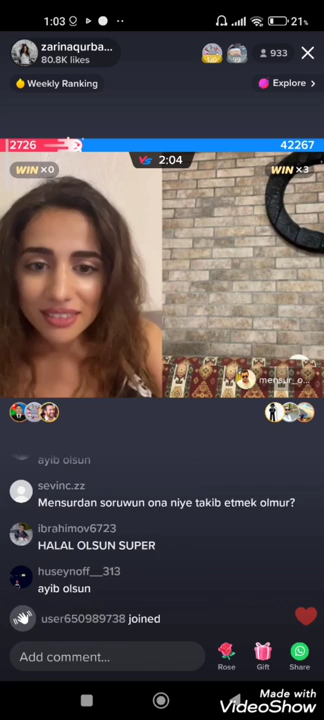 1:03
21%
zarinaqurba...
80.8K likes
933
Weekly Ranking
Explore >
2726
VS 2:04
42267
WIN ×0
WIN ×3
mensur_o...
ayib olsun
sevinc.zz
Mensurdan soruwun ona niye takib etmek olmur?
ibrahimov6723
HALAL OLSUN SUPER
huseynoff__313
ayib olsun
user650989738 joined
Add comment...
Rose
Gift
Share
Made with
VideoShow